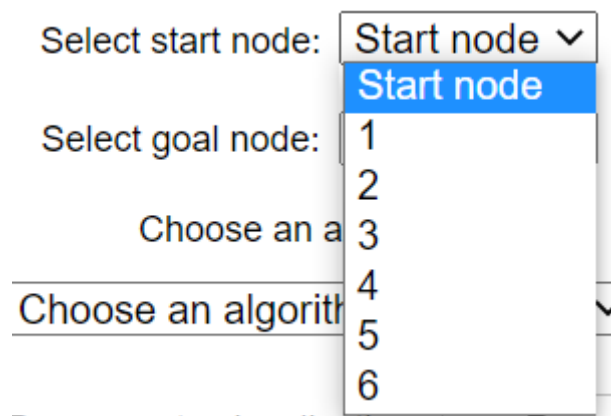 Select start node: Start node
Start node
Select goal node:
1
2
Choose an a
3
4
Choose an algorith
5
6